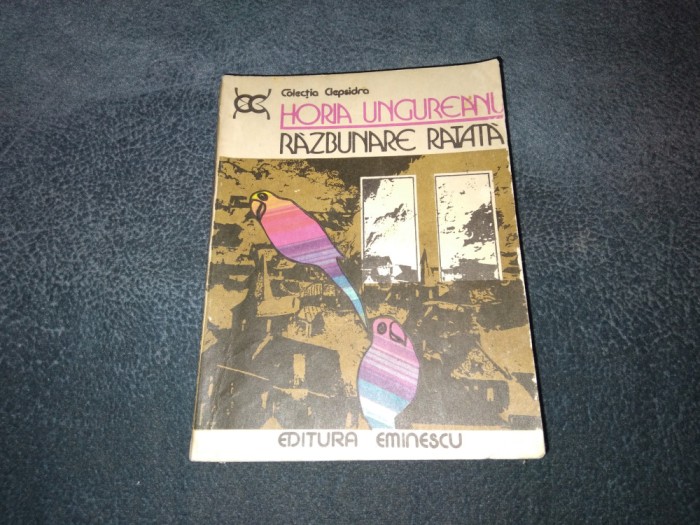 Colecția Clepsidra
HORIA UNGUREANU
RĂZBUNARE RATATĂ
EDITURA EMINESCU